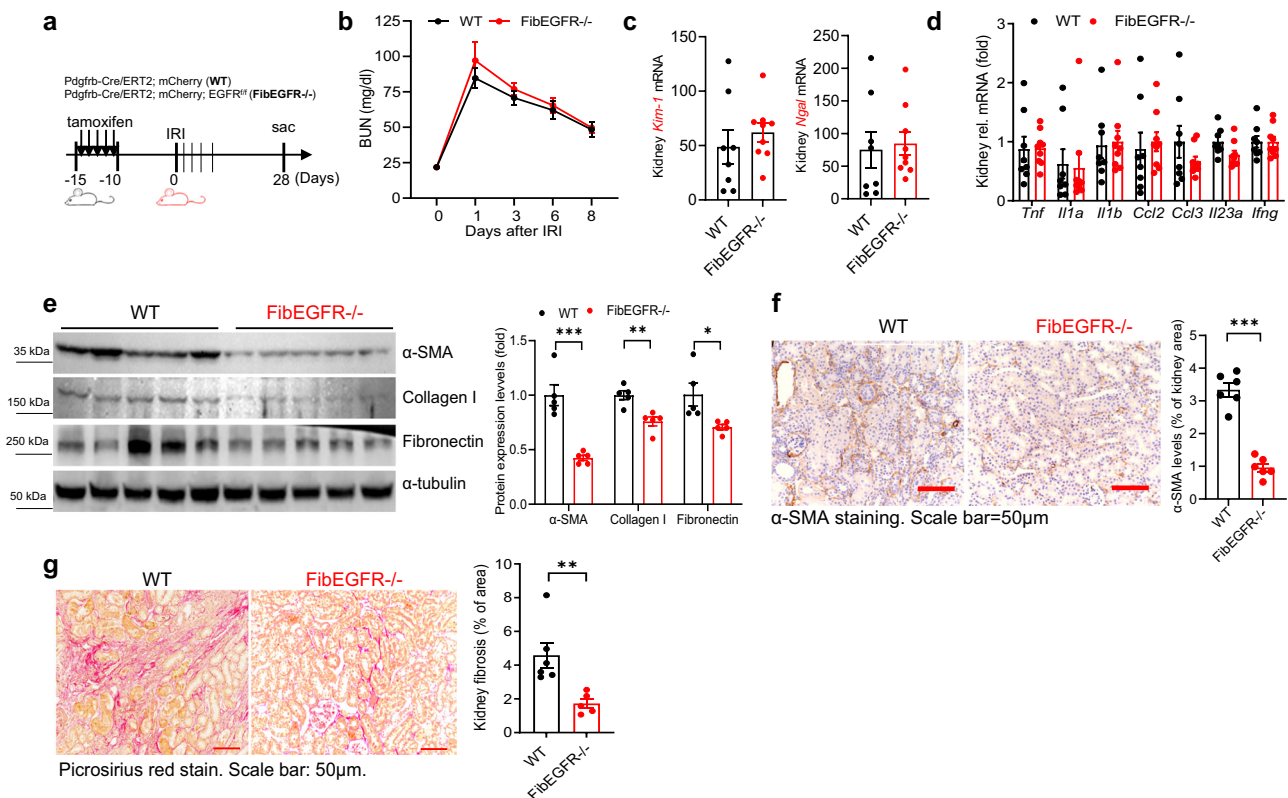 a
Pdgfrb-Cre/ERT2; mCherry (WT)
Pdgfrb-Cre/ERT2; mCherry; EGFRf/f (FibEGFR-/-)
tamoxifen
IRI
sac
-15
-10
0
28 (Days)
b
WT
FibEGFR-/-
BUN (mg/dl)
125
100
75
50
25
0
0
1
3
6
8
Days after IRI
c
Kidney Kim-1 mRNA
150
100
50
0
WT
FibEGFR-/-
Kidney Ngal mRNA
250
200
150
100
50
0
WT
FibEGFR-/-
d
WT
FibEGFR-/-
Kidney rel. mRNA (fold)
3
2
1
0
Tnf
Il1a
Il1b
Ccl2
Ccl3
Il23a
Ifng
e
WT
FibEGFR-/-
35 kDa
α-SMA
150 kDa
Collagen I
250 kDa
Fibronectin
50 kDa
α-tubulin
WT
FibEGFR-/-
Protein expression levvels (fold)
1.5
1.0
0.5
0.0
***
**
*
α-SMA
Collagen I
Fibronectin
f
WT
FibEGFR-/-
α-SMA staining. Scale bar=50µm
α-SMA levels (% of kidney area)
5
4
3
2
1
0
***
WT
FibEGFR-/-
g
WT
FibEGFR-/-
Picrosirius red stain. Scale bar: 50µm.
Kidney fibrosis (% of area)
10
8
6
4
2
0
**
WT
FibEGFR-/-